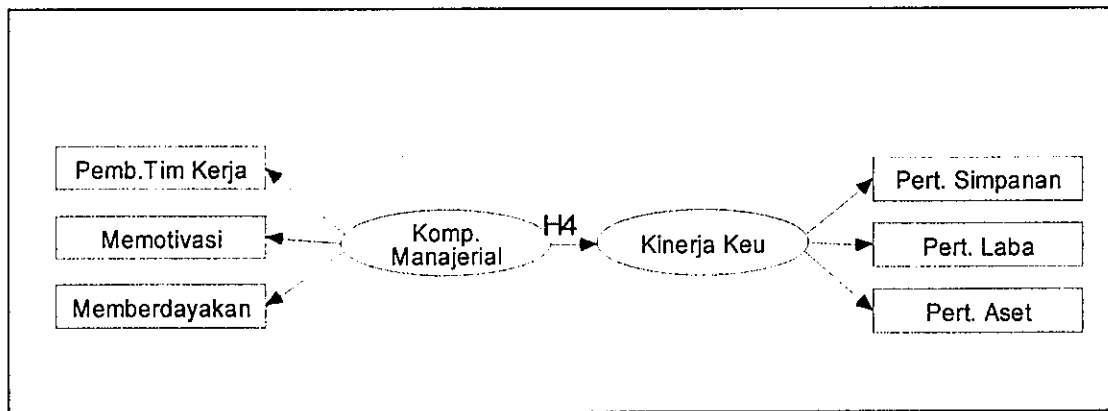 Pemb.Tim Kerja
Memotivasi
Memberdayakan
Komp.
Manajerial
H4
Kinerja Keu
Pert. Simpanan
Pert. Laba
Pert. Aset